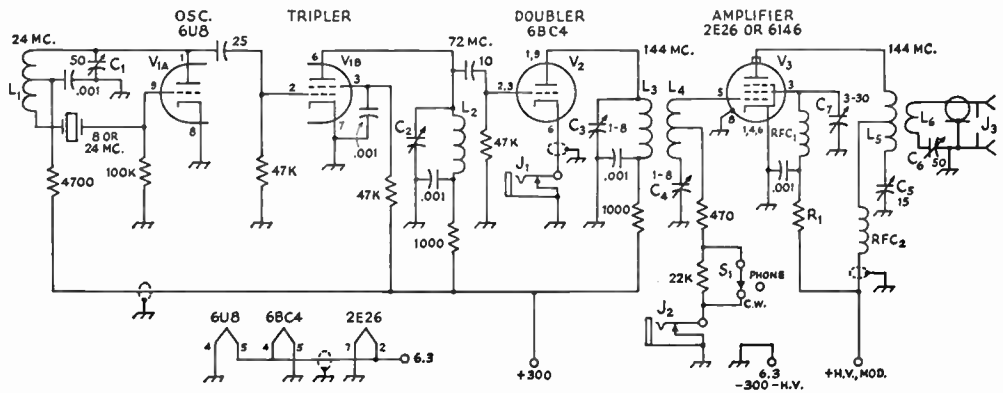 OSC. TRIPLER DOUBLER AMPLIFIER
6U8 6BC4 2E26 OR 6146
24 MC. 25 72 MC. 144 MC. 144 MC.
50 C1 V1A 1 6 V1B 10 1,9 V2 V3
L1 .001 9 2 3 2,3 L3 L4 5 3 C7 3-30
8 7 .001 C2 L2 6 C3 1-8 8 1,4,6 RFC1 L5 L6 J3
8 OR
24 MC.
C6 50
4700 100K 47K 47K .001 47K J1 .001 1-8 C4 .001 C5
15
1000 1000 470 R1 RFC2
22K S1 PHONE
C.W.
J2
6U8 6BC4 2E26
4 5 4 5 7 2 6.3
+300 6.3 +H.V., MOD.
-300-H.V.